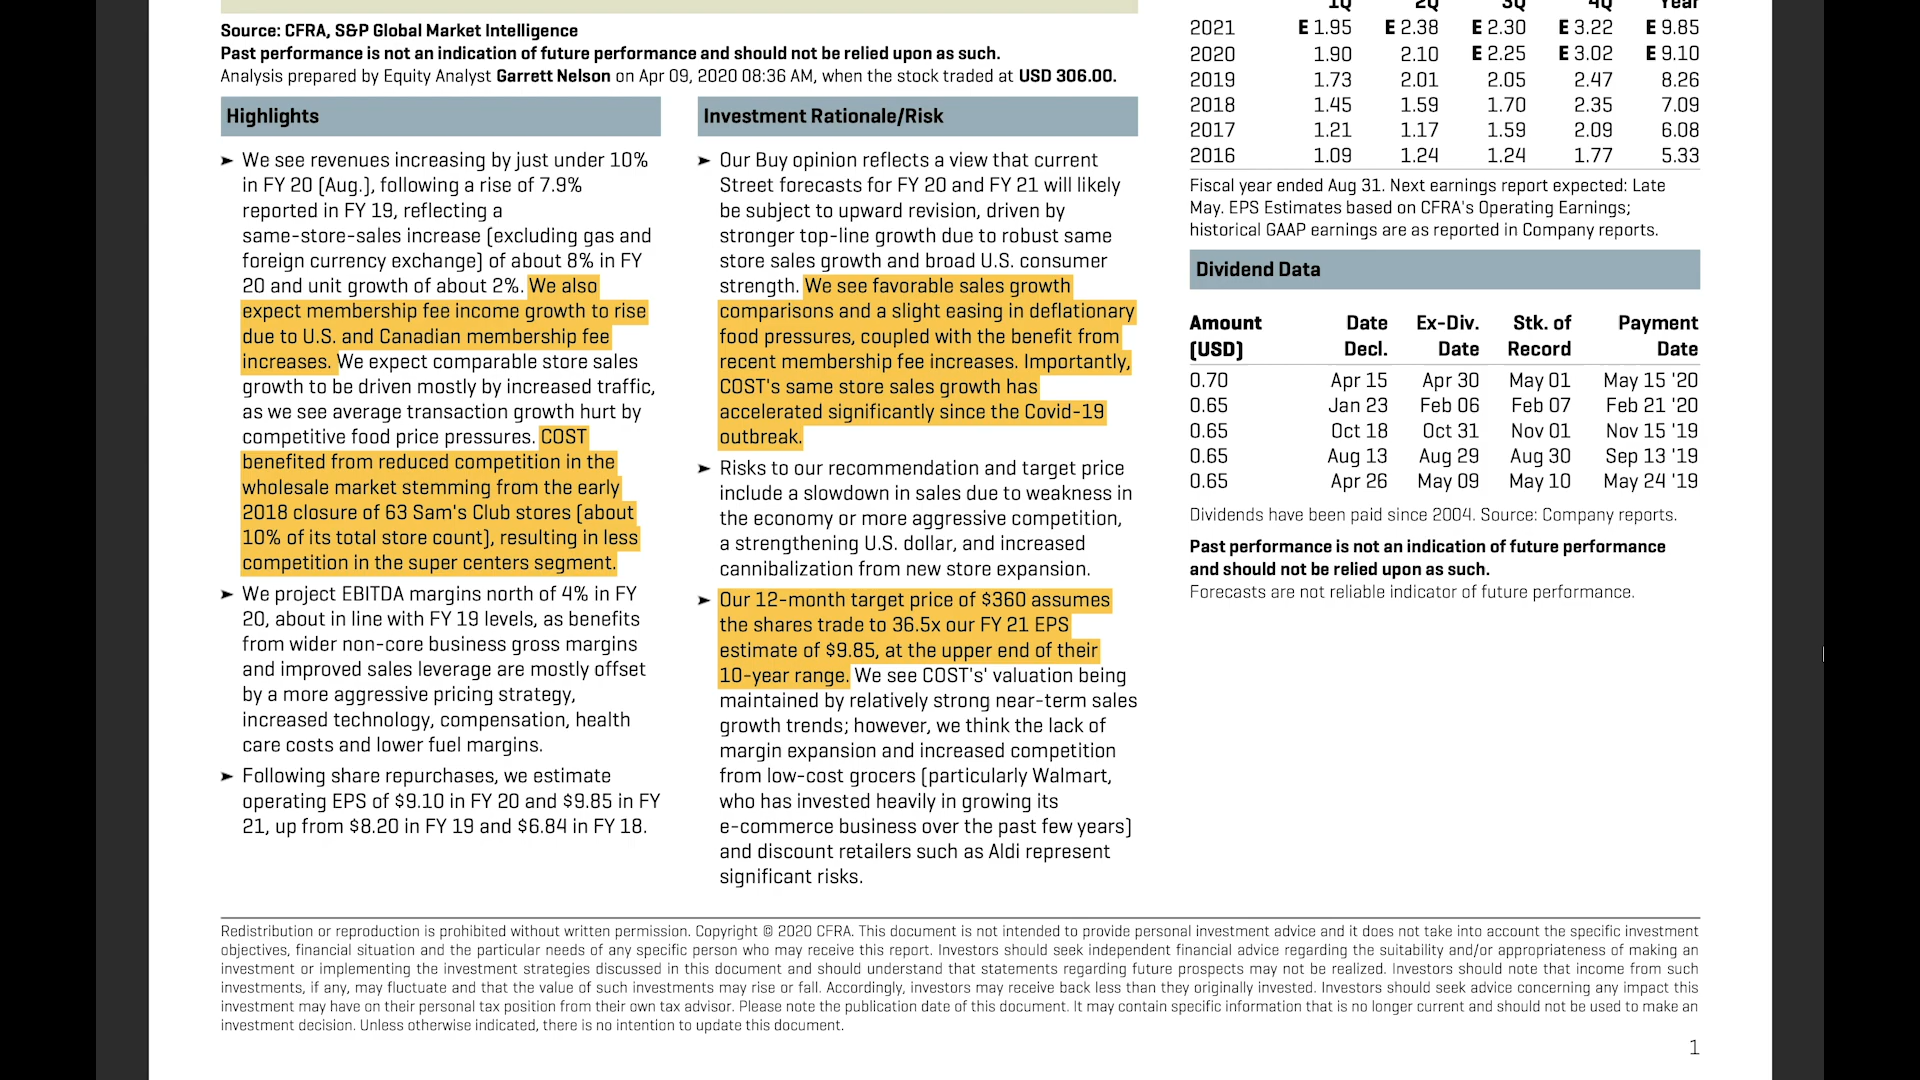 Source: CFRA, S&P Global Market Intelligence
Past performance is not an indication of future performance and should not be relied upon as such.
Analysis prepared by Equity Analyst Garrett Nelson on Apr 09, 2020 08:36 AM, when the stock traded at USD 306.00.
Highlights
➤ We see revenues increasing by just under 10%
in FY 20 (Aug.), following a rise of 7.9%
reported in FY 19, reflecting a
same-store-sales increase (excluding gas and
foreign currency exchange) of about 8% in FY
20 and unit growth of about 2%. We also
expect membership fee income growth to rise
due to U.S. and Canadian membership fee
increases. We expect comparable store sales
growth to be driven mostly by increased traffic,
as we see average transaction growth hurt by
competitive food price pressures. COST
benefited from reduced competition in the
wholesale market stemming from the early
2018 closure of 63 Sam's Club stores (about
10% of its total store count), resulting in less
competition in the super centers segment.
➤ We project EBITDA margins north of 4% in FY
20, about in line with FY 19 levels, as benefits
from wider non-core business gross margins
and improved sales leverage are mostly offset
by a more aggressive pricing strategy,
increased technology, compensation, health
care costs and lower fuel margins.
➤ Following share repurchases, we estimate
operating EPS of $9.10 in FY 20 and $9.85 in FY
21, up from $8.20 in FY 19 and $6.84 in FY 18.
Investment Rationale/Risk
➤ Our Buy opinion reflects a view that current
Street forecasts for FY 20 and FY 21 will likely
be subject to upward revision, driven by
stronger top-line growth due to robust same
store sales growth and broad U.S. consumer
strength. We see favorable sales growth
comparisons and a slight easing in deflationary
food pressures, coupled with the benefit from
recent membership fee increases. Importantly,
COST's same store sales growth has
accelerated significantly since the Covid-19
outbreak.
➤ Risks to our recommendation and target price
include a slowdown in sales due to weakness in
the economy or more aggressive competition,
a strengthening U.S. dollar, and increased
cannibalization from new store expansion.
➤ Our 12-month target price of $360 assumes
the shares trade to 36.5x our FY 21 EPS
estimate of $9.85, at the upper end of their
10-year range. We see COST's' valuation being
maintained by relatively strong near-term sales
growth trends; however, we think the lack of
margin expansion and increased competition
from low-cost grocers (particularly Walmart,
who has invested heavily in growing its
e-commerce business over the past few years)
and discount retailers such as Aldi represent
significant risks.
1Q 2Q 3Q 4Q Year
2021 E 1.95 E 2.38 E 2.30 E 3.22 E 9.85
2020 1.90 2.10 E 2.25 E 3.02 E 9.10
2019 1.73 2.01 2.05 2.47 8.26
2018 1.45 1.59 1.70 2.35 7.09
2017 1.21 1.17 1.59 2.09 6.08
2016 1.09 1.24 1.24 1.77 5.33
Fiscal year ended Aug 31. Next earnings report expected: Late
May. EPS Estimates based on CFRA's Operating Earnings;
historical GAAP earnings are as reported in Company reports.
Dividend Data
Amount Date Ex-Div. Stk. of Payment
(USD) Decl. Date Record Date
0.70 Apr 15 Apr 30 May 01 May 15 '20
0.65 Jan 23 Feb 06 Feb 07 Feb 21 '20
0.65 Oct 18 Oct 31 Nov 01 Nov 15 '19
0.65 Aug 13 Aug 29 Aug 30 Sep 13 '19
0.65 Apr 26 May 09 May 10 May 24 '19
Dividends have been paid since 2004. Source: Company reports.
Past performance is not an indication of future performance
and should not be relied upon as such.
Forecasts are not reliable indicator of future performance.
Redistribution or reproduction is prohibited without written permission. Copyright © 2020 CFRA. This document is not intended to provide personal investment advice and it does not take into account the specific investment
objectives, financial situation and the particular needs of any specific person who may receive this report. Investors should seek independent financial advice regarding the suitability and/or appropriateness of making an
investment or implementing the investment strategies discussed in this document and should understand that statements regarding future prospects may not be realized. Investors should note that income from such
investments, if any, may fluctuate and that the value of such investments may rise or fall. Accordingly, investors may receive back less than they originally invested. Investors should seek advice concerning any impact this
investment may have on their personal tax position from their own tax advisor. Please note the publication date of this document. It may contain specific information that is no longer current and should not be used to make an
investment decision. Unless otherwise indicated, there is no intention to update this document.
1